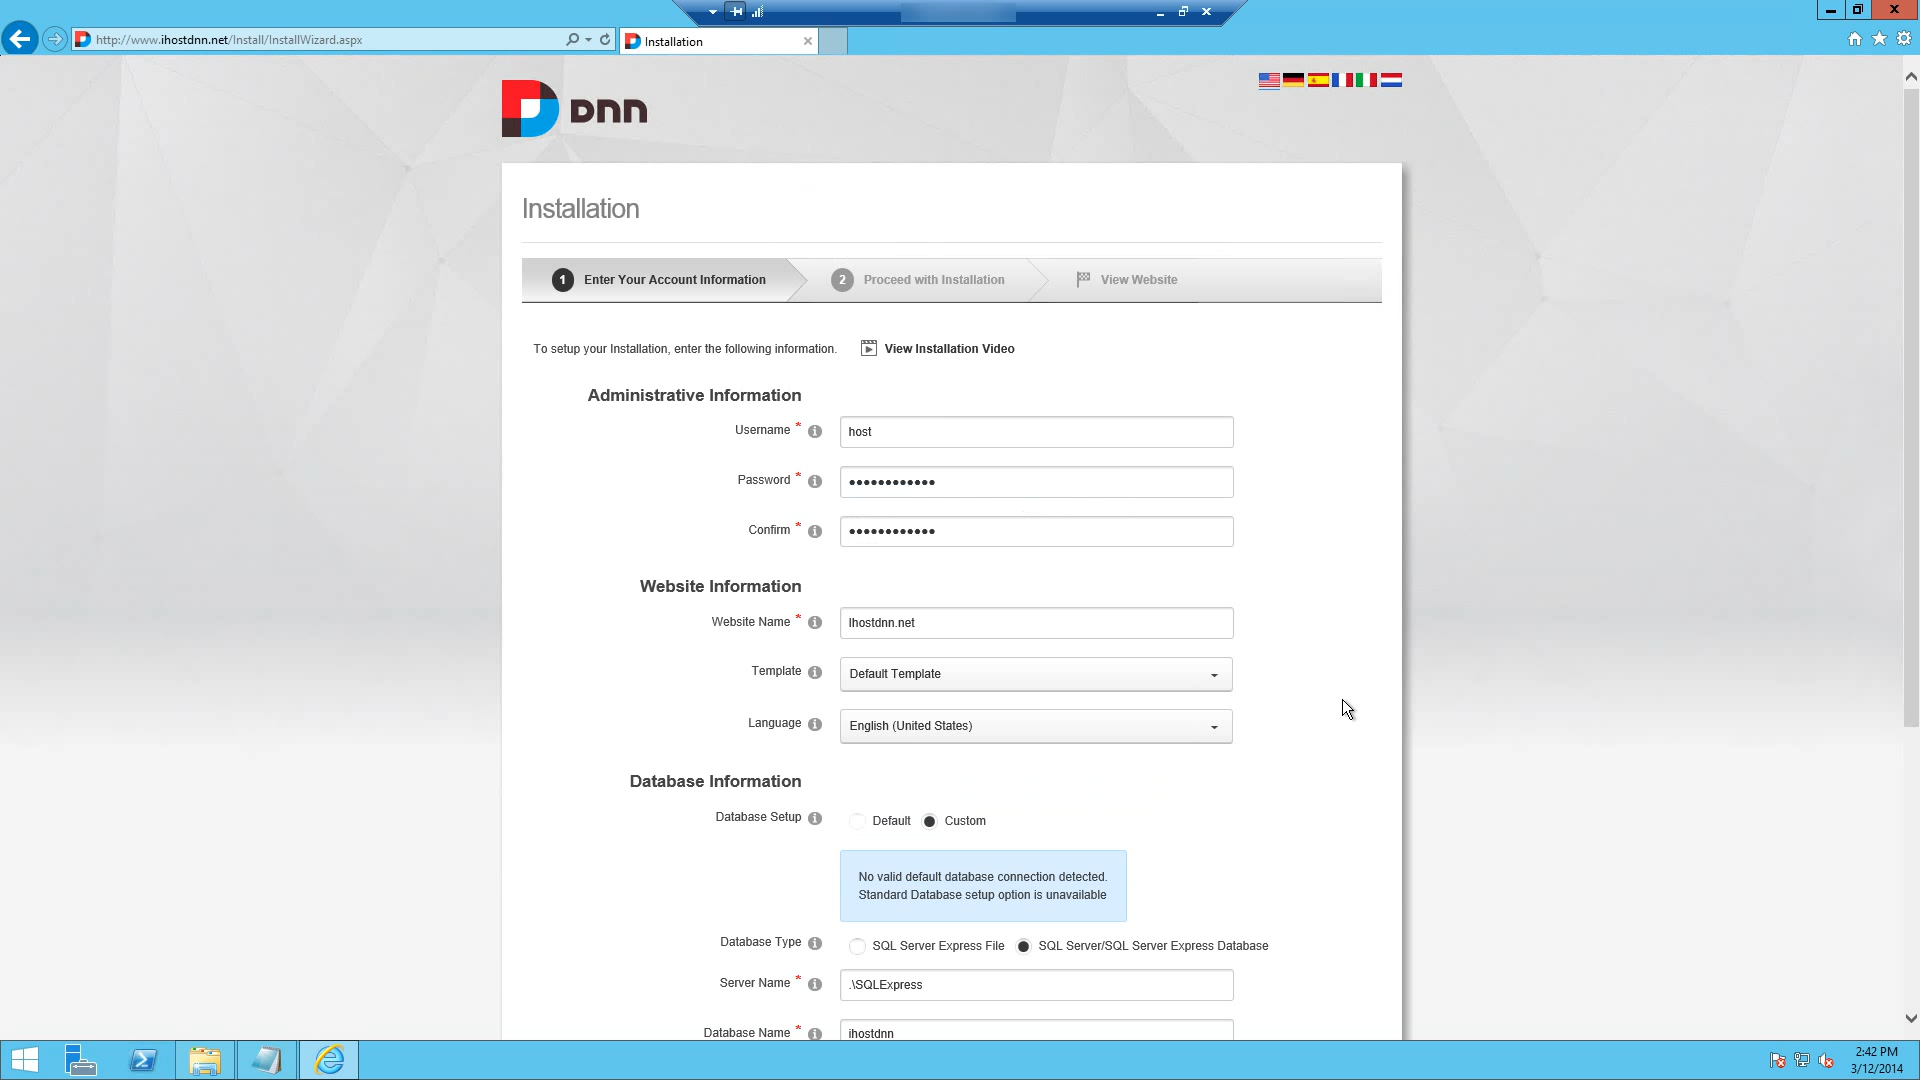 http://www.ihostdnn.net/Install/InstallWizard.aspx
Installation
DNN
Installation
1 Enter Your Account Information
2 Proceed with Installation
View Website
To setup your Installation, enter the following information.
View Installation Video
Administrative Information
Username *
host
Password *
••••••••••••
Confirm *
••••••••••••
Website Information
Website Name *
Ihostdnn.net
Template
Default Template
Language
English (United States)
Database Information
Database Setup
Default
Custom
No valid default database connection detected.
Standard Database setup option is unavailable
Database Type
SQL Server Express File
SQL Server/SQL Server Express Database
Server Name *
.\SQLExpress
Database Name *
ihostdnn
2:42 PM
3/12/2014